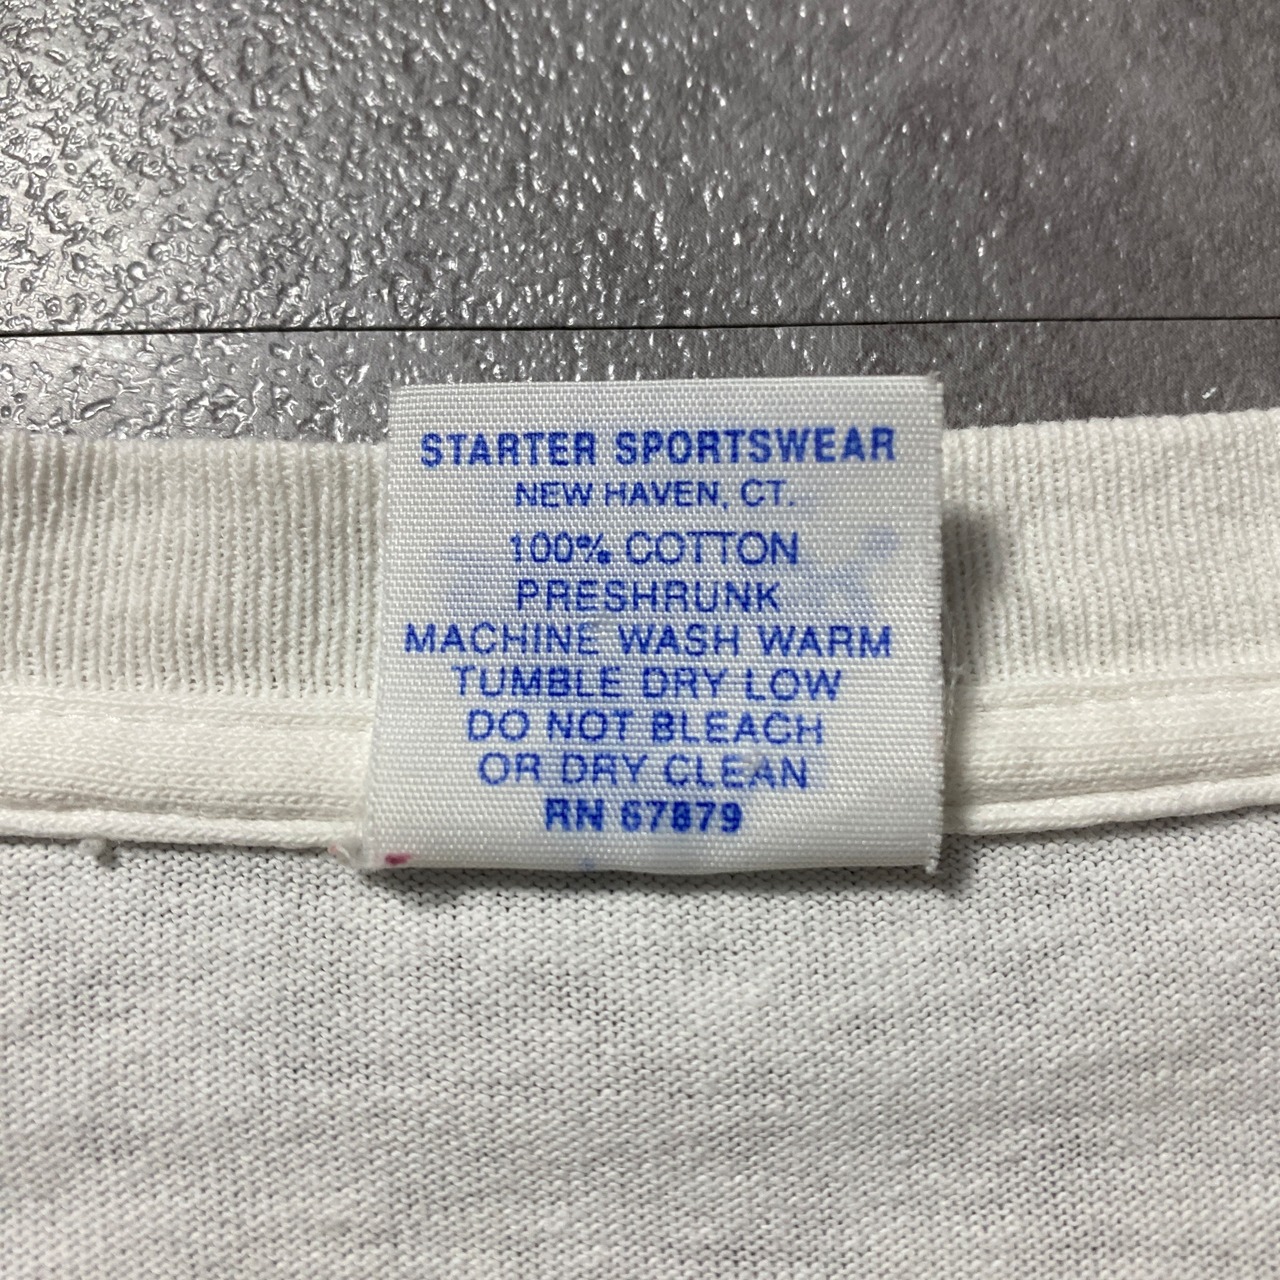 STARTER SPORTSWEAR
NEW HAVEN, CT.
100% COTTON
PRESHRUNK
MACHINE WASH WARM
TUMBLE DRY LOW
DO NOT BLEACH
OR DRY CLEAN
RN 67879